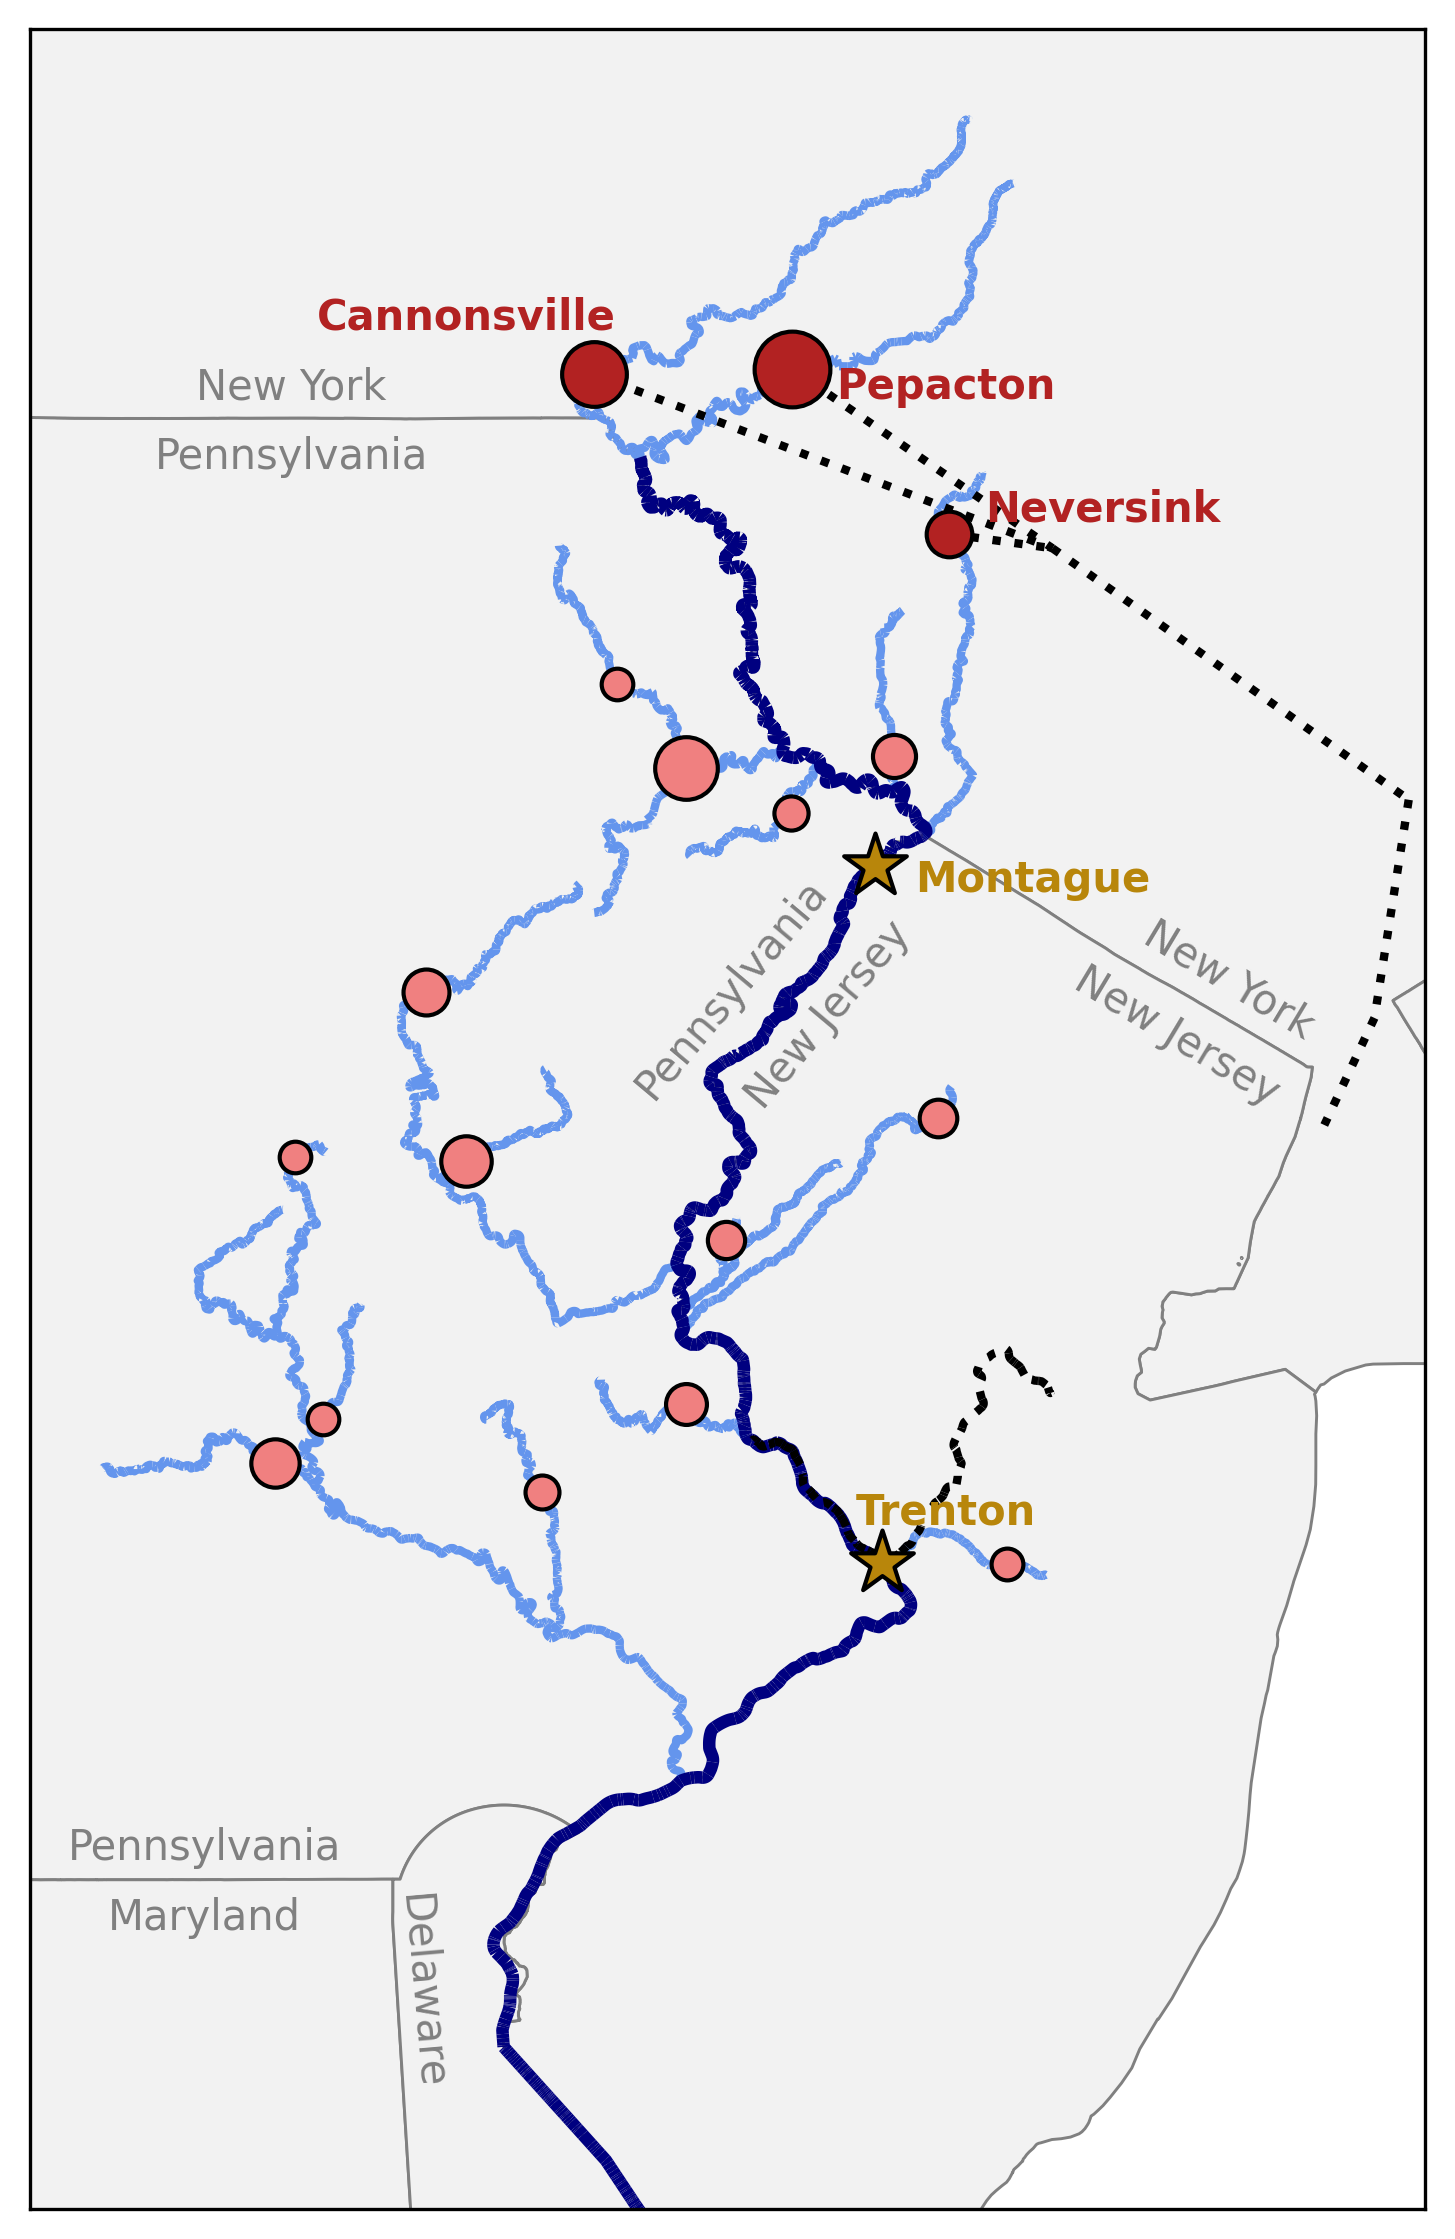 Cannonsville
New York
Pepacton
Pennsylvania
Neversink
Montague
Pennsylvania
New Jersey
New York
New Jersey
Trenton
Pennsylvania
Maryland
Delaware